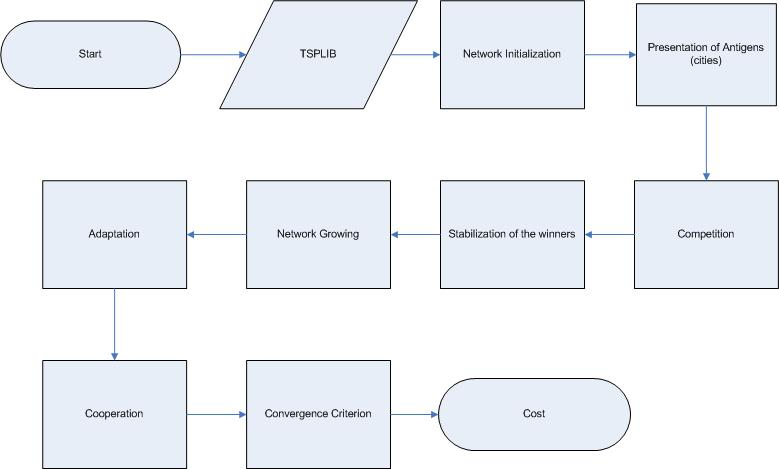 Start
TSPLIB
Network Initialization
Presentation of Antigens
(cities)
Competition
Stabilization of the winners
Network Growing
Adaptation
Cooperation
Convergence Criterion
Cost